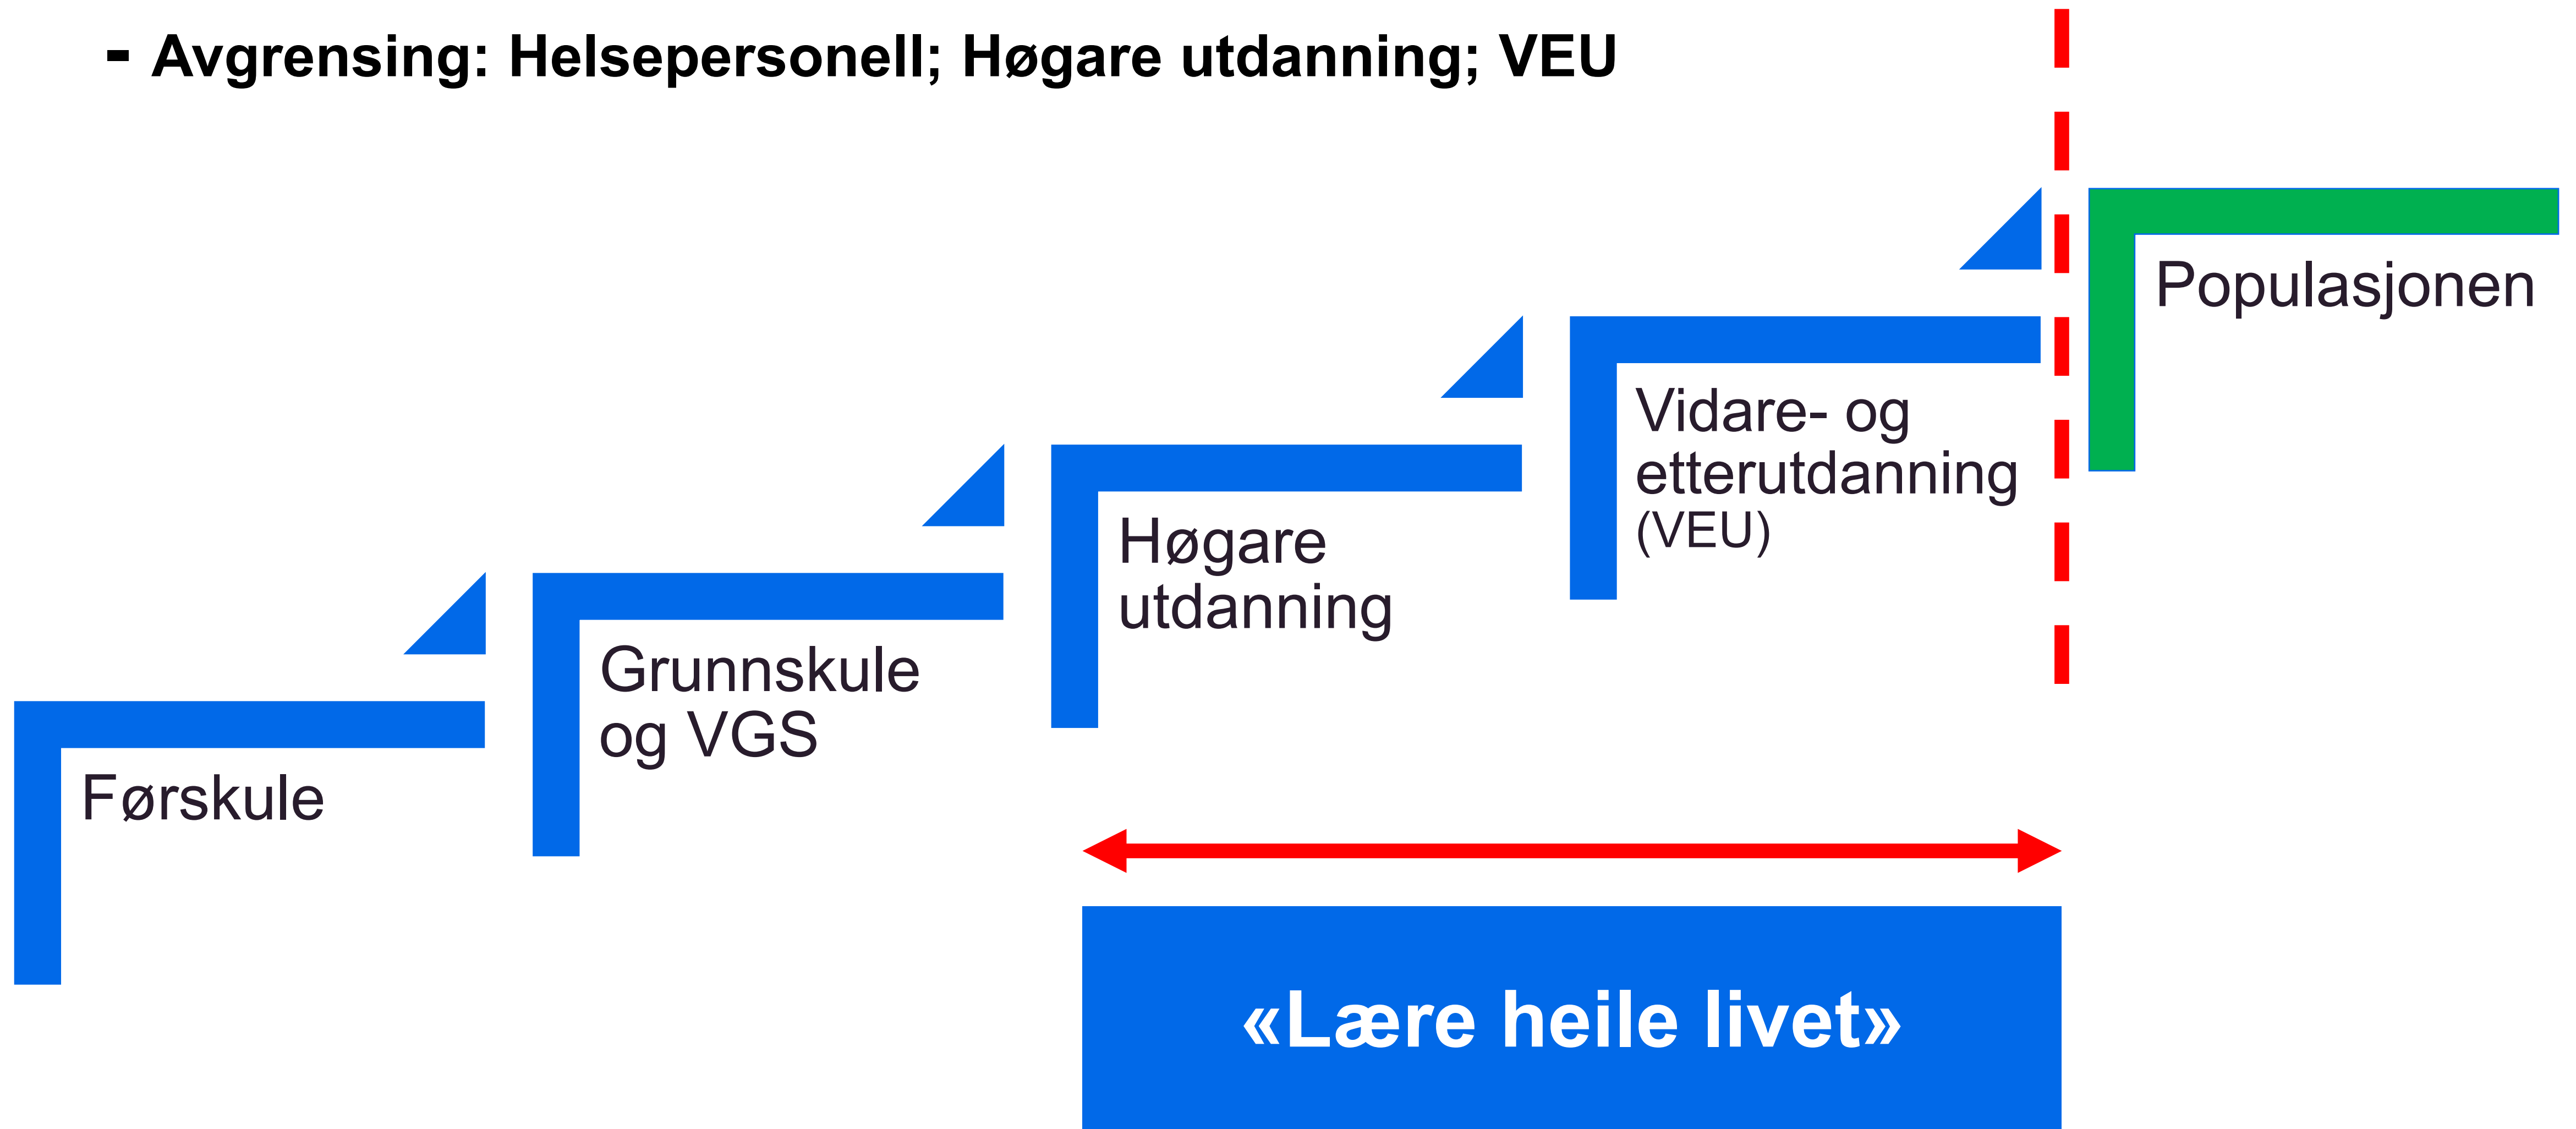 - Avgrensing: Helsepersonell; Høgare utdanning; VEU
Førskule
Grunnskule
og VGS
Høgare
utdanning
Vidare- og
etterutdanning
(VEU)
Populasjonen
«Lære heile livet»